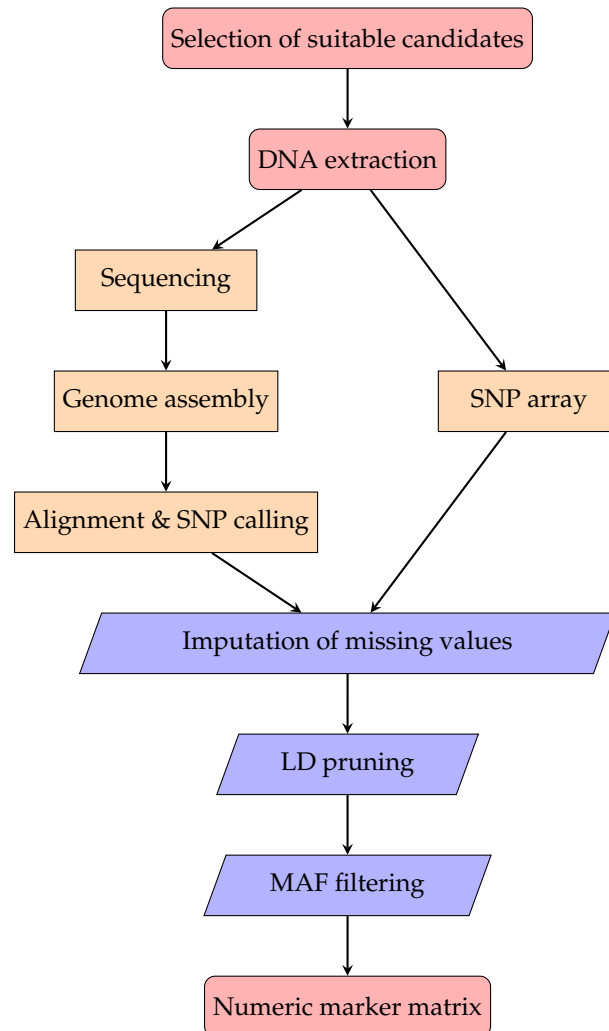 Selection of suitable candidates
DNA extraction
Sequencing
Genome assembly
SNP array
Alignment & SNP calling
Imputation of missing values
LD pruning
MAF filtering
Numeric marker matrix